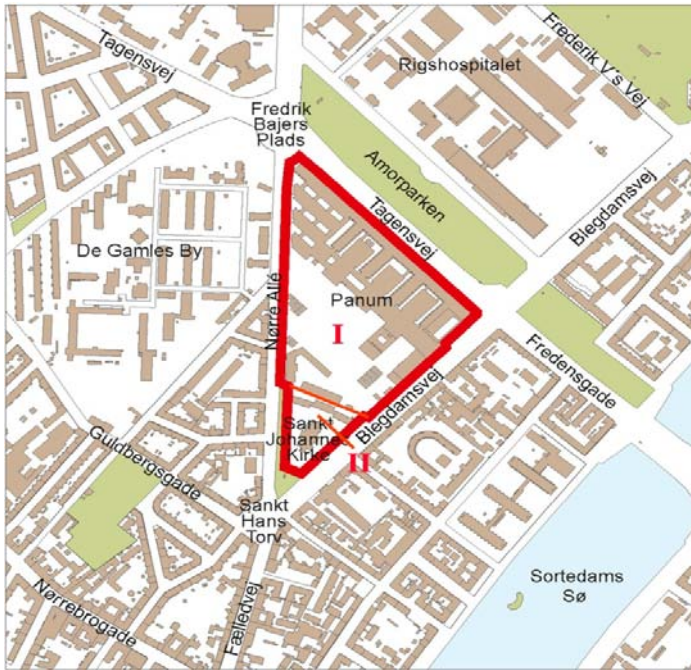 Tagensvej
Rigshospitalet
Frederik V's Vej
Fredrik
Bajers
Plads
Amorparken
Blegdamsvej
Tagensvej
De Gamles By
Nørre Allé
Panum
I
Fredensgade
Blegdamsvej
Sankt
Johannes
Kirke
II
Guldbergsgade
Sankt
Hans
Torv
Sortedams
Sø
Nørrebrogade
Fælledvej